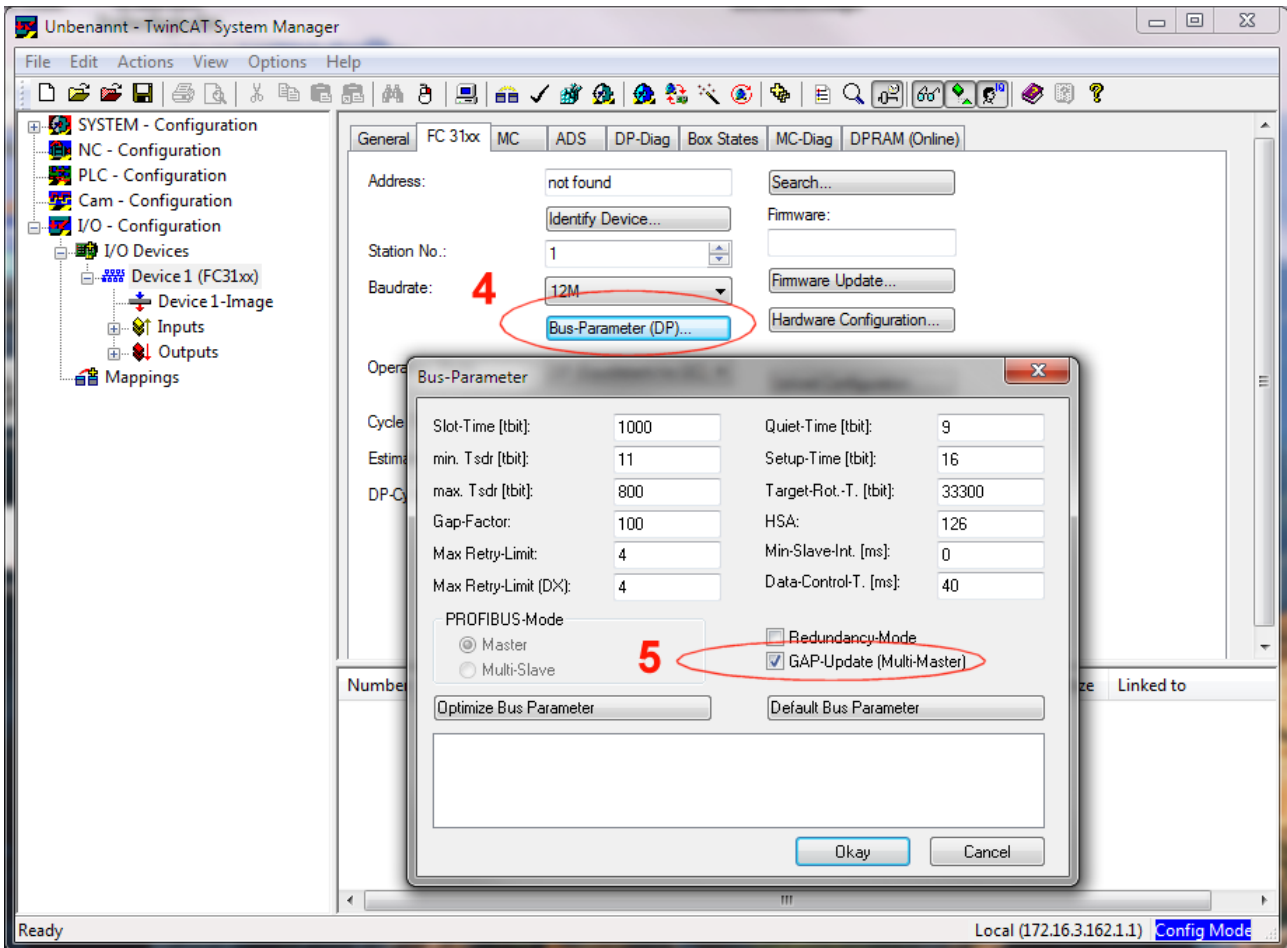 Unbenannt - TwinCAT System Manager
File Edit Actions View Options Help
SYSTEM - Configuration
NC - Configuration
PLC - Configuration
Cam - Configuration
I/O - Configuration
I/O Devices
Device 1 (FC31xx)
Device 1-Image
Inputs
Outputs
Mappings
General FC 31xx MC ADS DP-Diag Box States MC-Diag DPRAM (Online)
Address: not found Search...
Identify Device... Firmware:
Station No.: 1
Baudrate: 4 12M Firmware Update...
Bus-Parameter (DP)... Hardware Configuration...
Opera
Cycle
Estima
DP-Cy
Bus-Parameter
Slot-Time [tbit]: 1000 Quiet-Time [tbit]: 9
min. Tsdr [tbit]: 11 Setup-Time [tbit]: 16
max. Tsdr [tbit]: 800 Target-Rot.-T. [tbit]: 33300
Gap-Factor: 100 HSA: 126
Max Retry-Limit: 4 Min-Slave-Int. [ms]: 0
Max Retry-Limit (DX): 4 Data-Control-T. [ms]: 40
PROFIBUS-Mode
Master Redundancy-Mode
Multi-Slave 5 GAP-Update (Multi-Master)
Optimize Bus Parameter Default Bus Parameter
Okay Cancel
Number ze Linked to
Ready Local (172.16.3.162.1.1) Config Mode